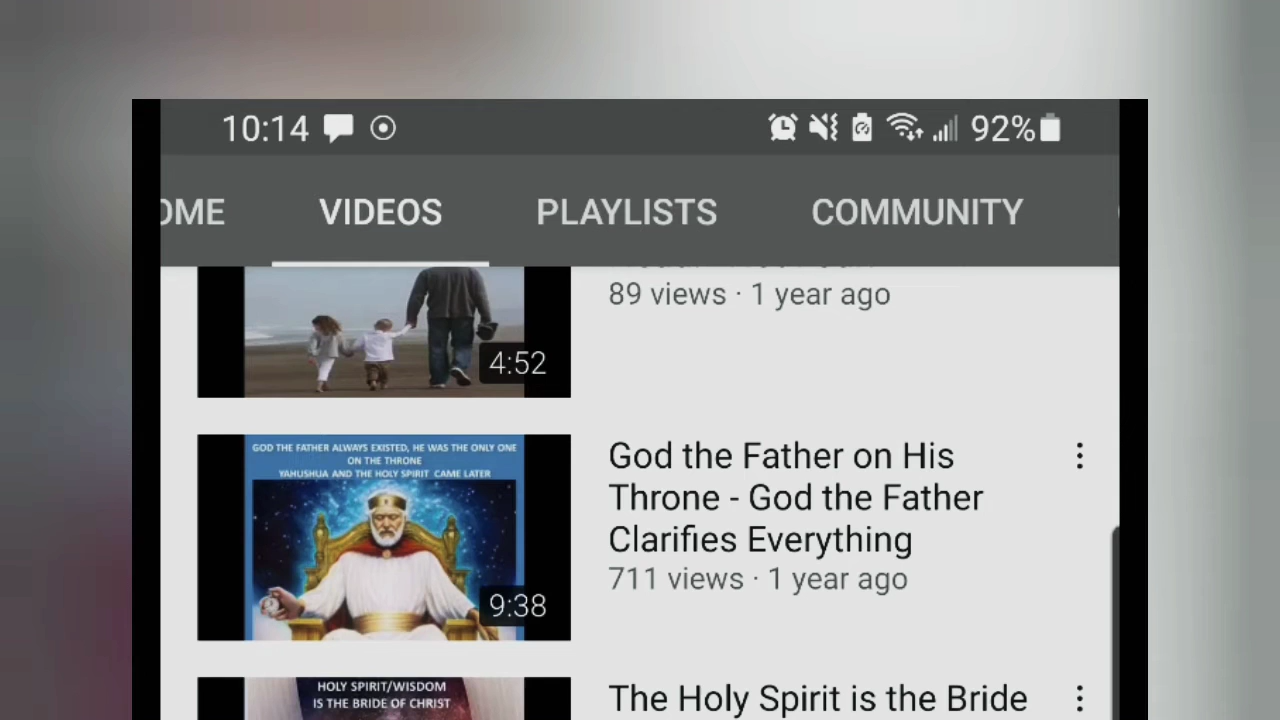 10:14
92%
OME
VIDEOS
PLAYLISTS
COMMUNITY
89 views · 1 year ago
4:52
GOD THE FATHER ALWAYS EXISTED, HE WAS THE ONLY ONE
ON THE THRONE
YAHUSHUA AND THE HOLY SPIRIT CAME LATER
9:38
God the Father on His
Throne - God the Father
Clarifies Everything
711 views · 1 year ago
HOLY SPIRIT/WISDOM
IS THE BRIDE OF CHRIST
The Holy Spirit is the Bride